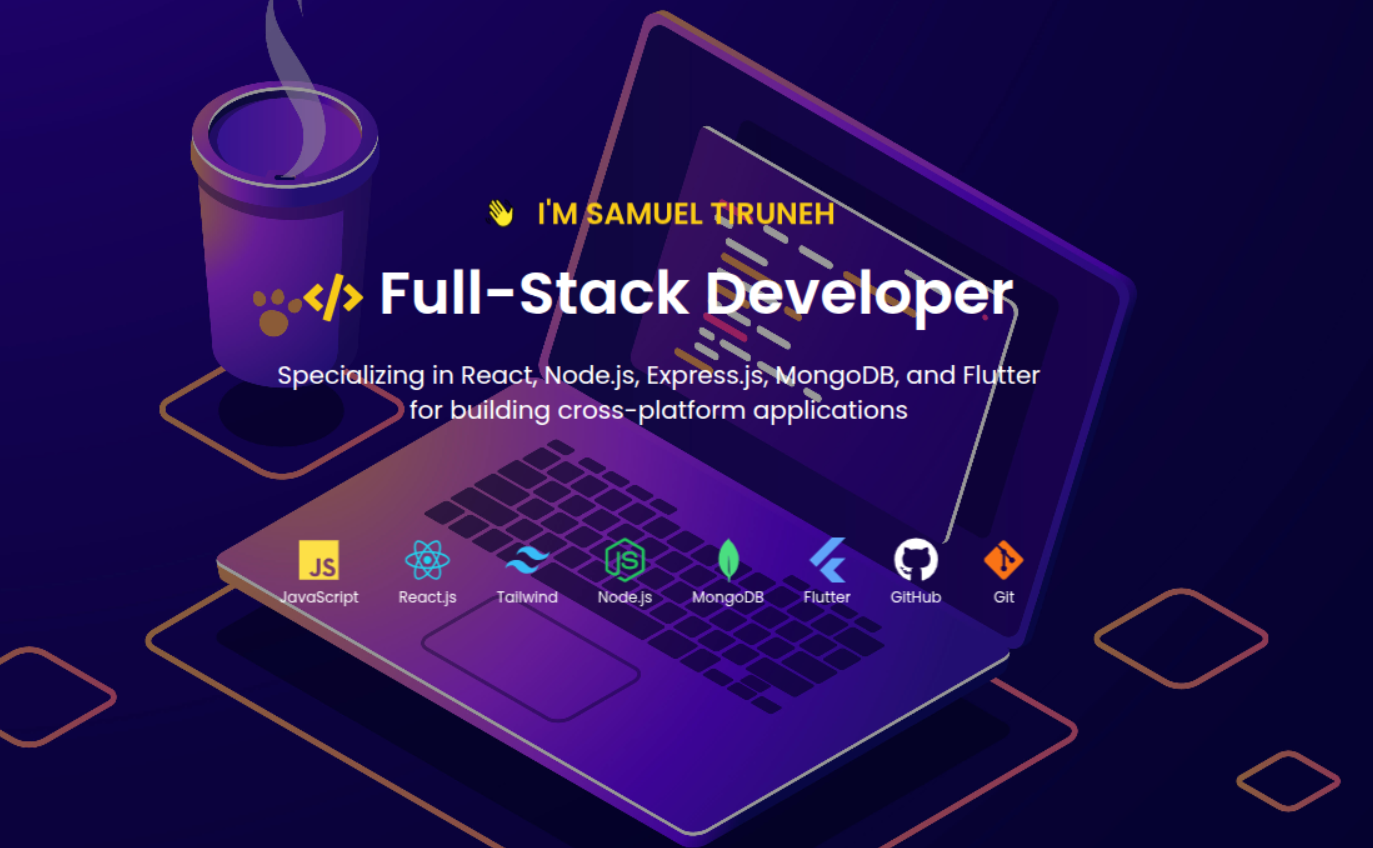 I'M SAMUEL TIRUNEH
</> Full-Stack Developer
Specializing in React, Node.js, Express.js, MongoDB, and Flutter
for building cross-platform applications
JS
JS
JavaScript React.js Tailwind Node.js MongoDB Flutter GitHub Git